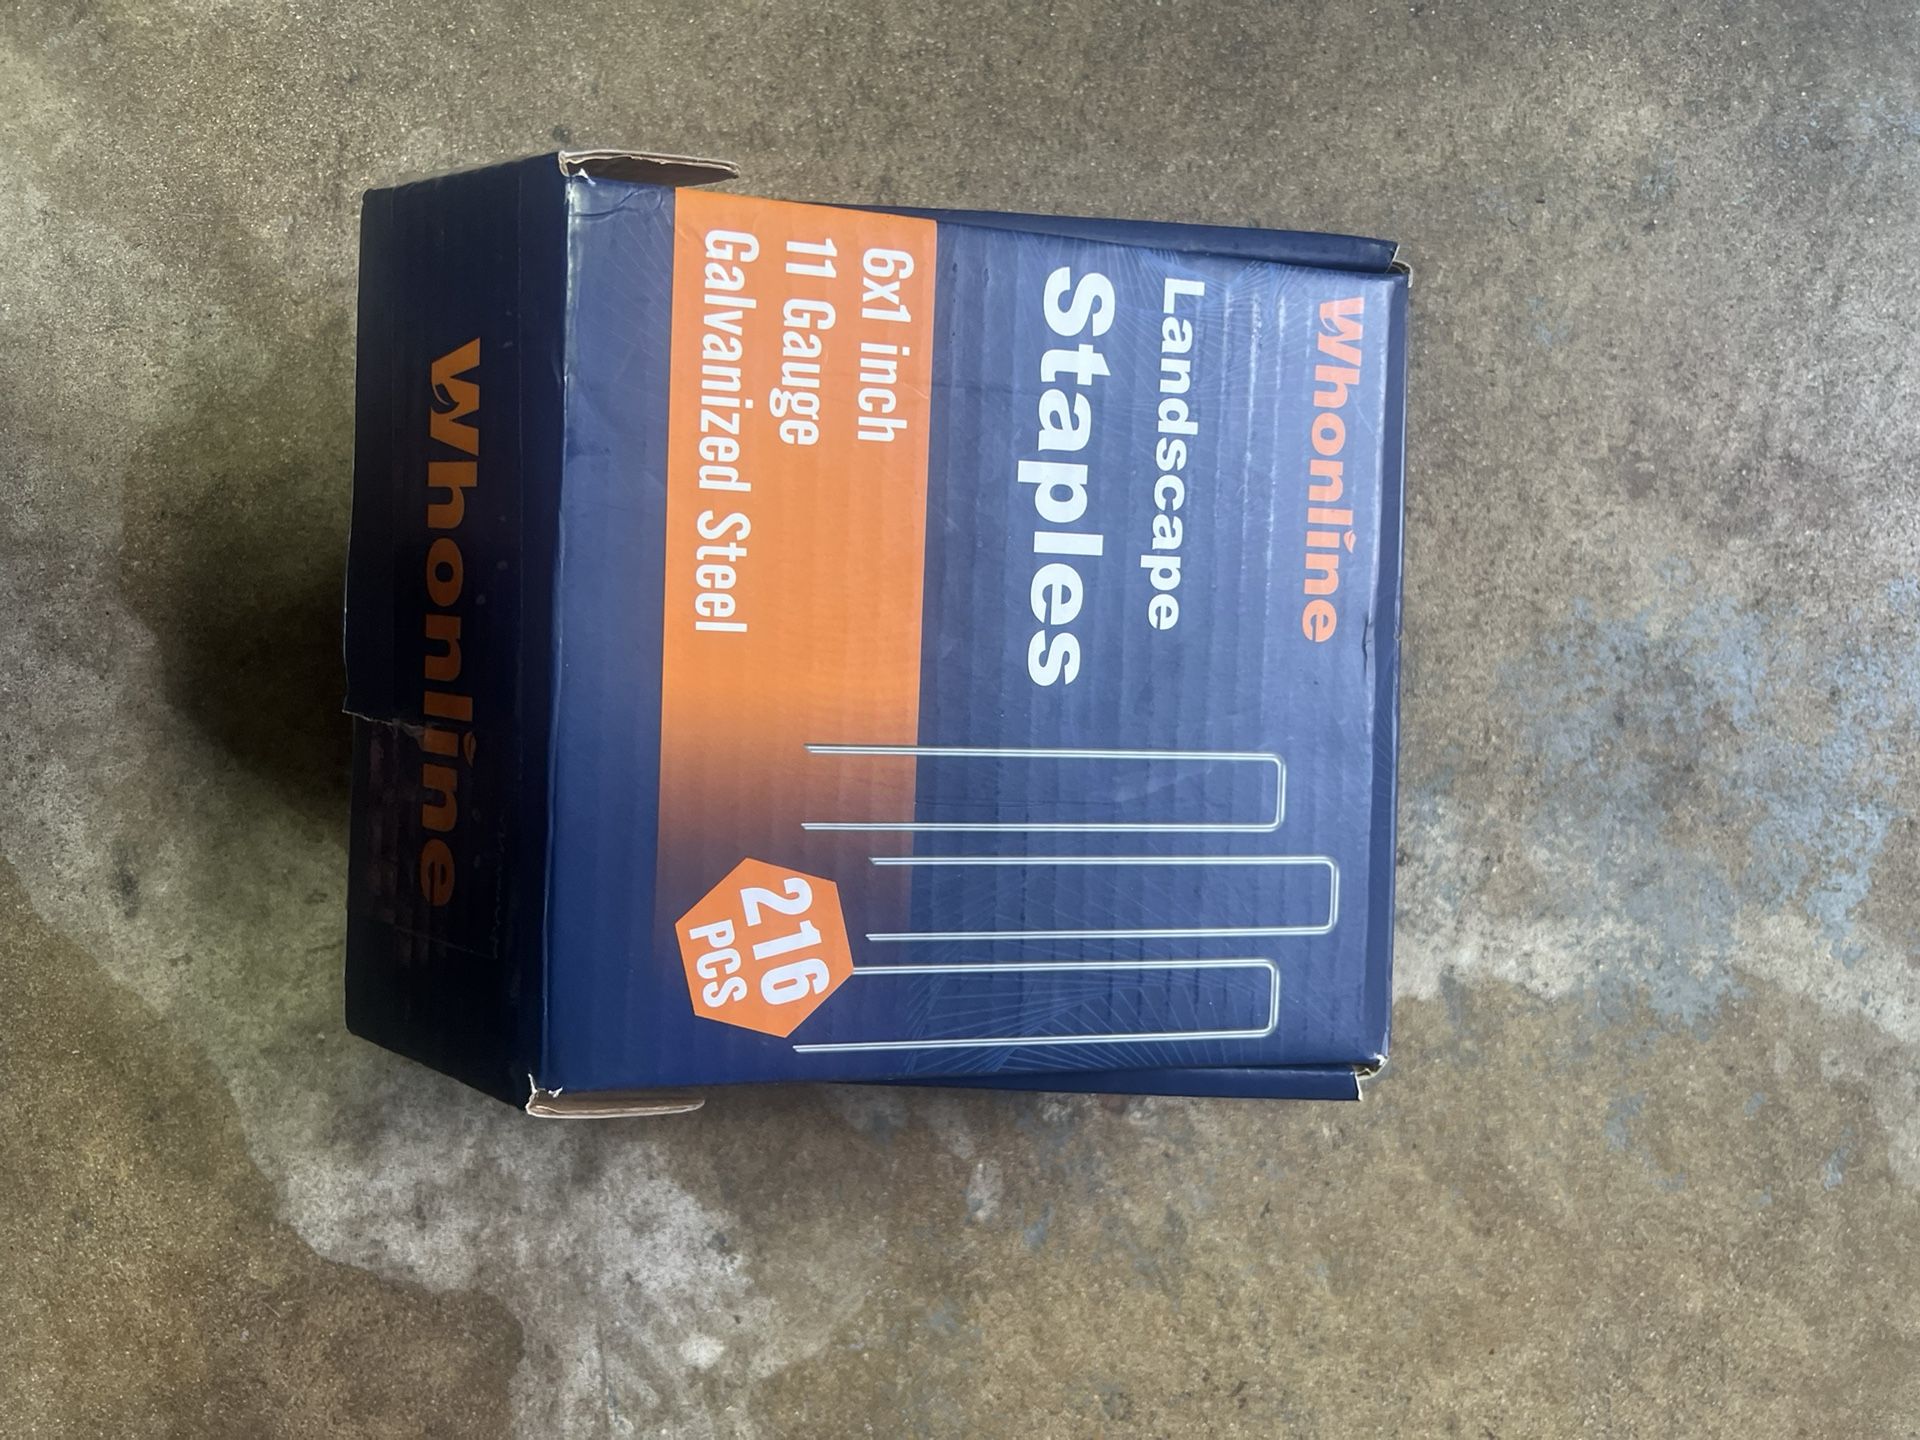 Whonline
Landscape
Staples
6x1 inch
11 Gauge
Galvanized Steel
216
PCS
Whonline